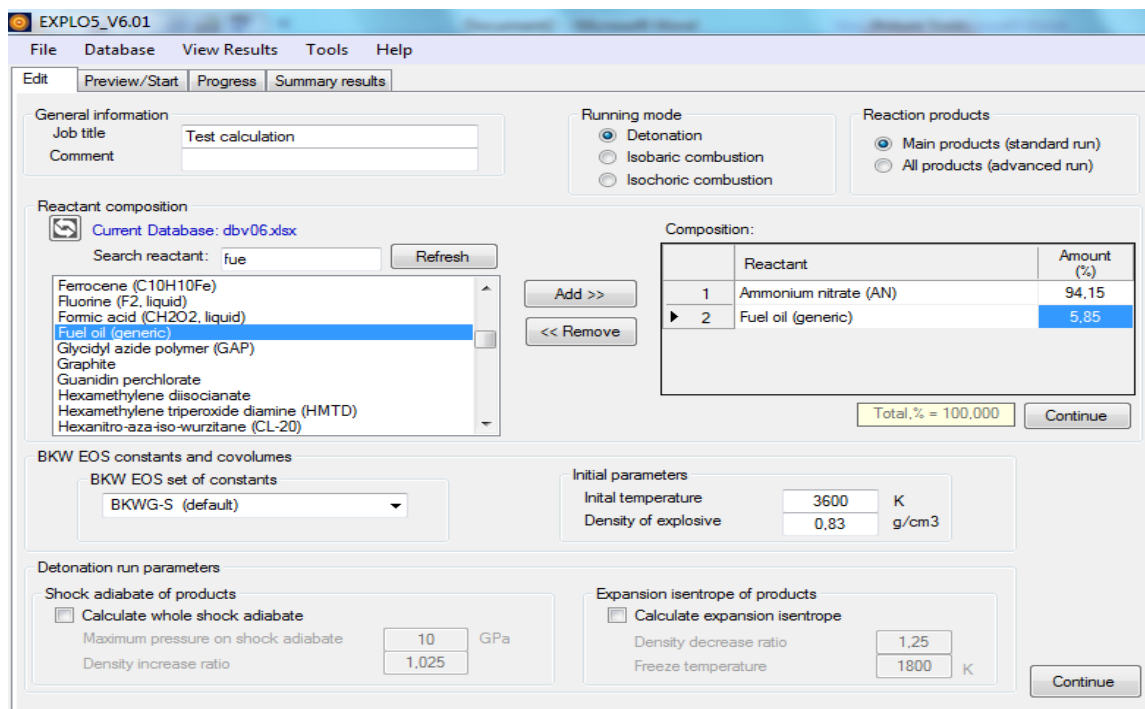 EXPLO5_V6.01
File Database View Results Tools Help
Edit Preview/Start Progress Summary results
General information
Job title Test calculation
Comment
Running mode
Detonation
Isobaric combustion
Isochoric combustion
Reaction products
Main products (standard run)
All products (advanced run)
Reactant composition
Current Database: dbv06.xlsx
Search reactant: fue Refresh
Ferrocene (C10H10Fe)
Fluorine (F2, liquid)
Formic acid (CH2O2, liquid)
Fuel oil (generic)
Glycidyl azide polymer (GAP)
Graphite
Guanidin perchlorate
Hexamethylene diisocianate
Hexamethylene triperoxide diamine (HMTD)
Hexanitro-aza-iso-wurzitane (CL-20)
Add >>
<< Remove
Composition:
Reactant Amount (%)
1 Ammonium nitrate (AN) 94,15
2 Fuel oil (generic) 5,85
Total,% = 100,000 Continue
BKW EOS constants and covolumes
BKW EOS set of constants
BKWG-S (default)
Initial parameters
Inital temperature 3600 K
Density of explosive 0,83 g/cm3
Detonation run parameters
Shock adiabate of products
Calculate whole shock adiabate
Maximum pressure on shock adiabate 10 GPa
Density increase ratio 1,025
Expansion isentrope of products
Calculate expansion isentrope
Density decrease ratio 1,25
Freeze temperature 1800 K
Continue